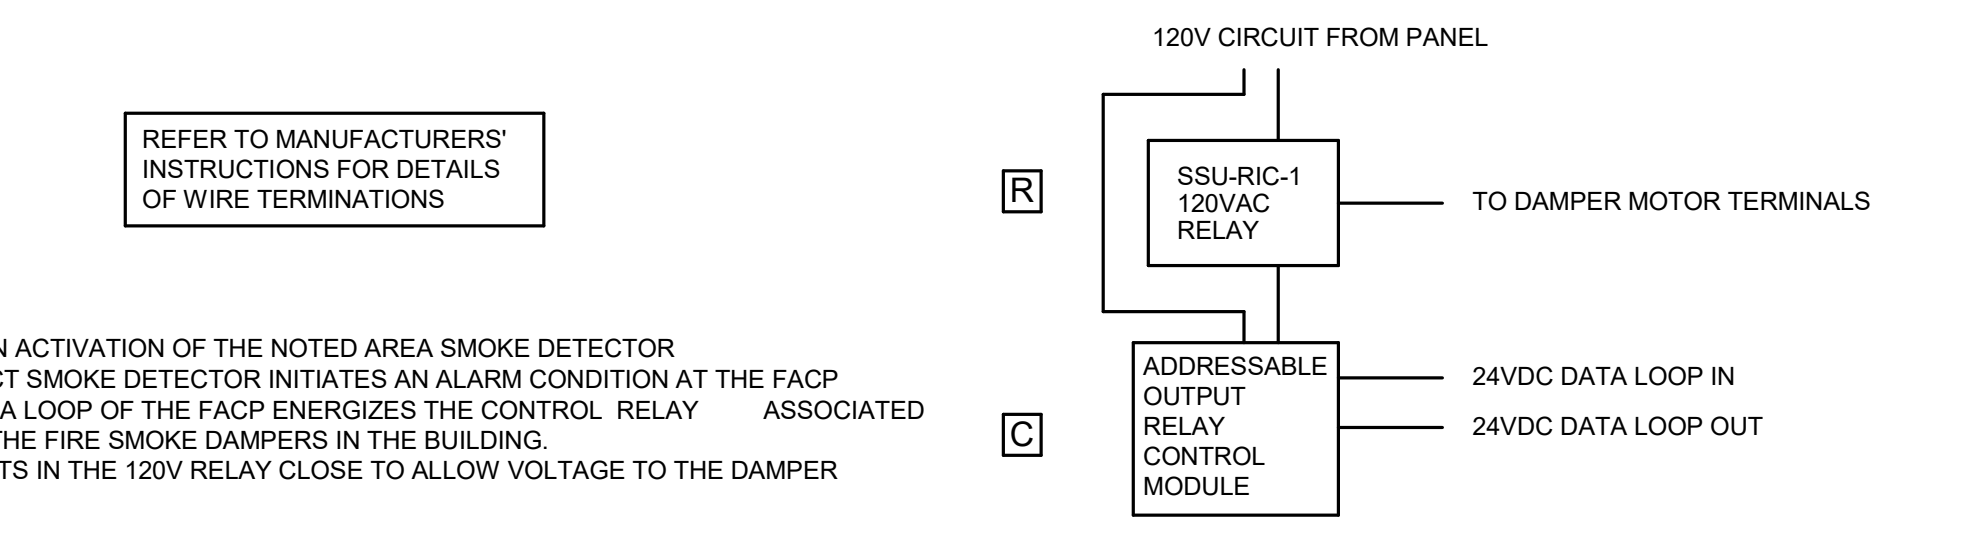 120V CIRCUIT FROM PANEL
REFER TO MANUFACTURERS'
INSTRUCTIONS FOR DETAILS
OF WIRE TERMINATIONS
R
SSU-RIC-1
120VAC
RELAY
TO DAMPER MOTOR TERMINALS
N ACTIVATION OF THE NOTED AREA SMOKE DETECTOR
CT SMOKE DETECTOR INITIATES AN ALARM CONDITION AT THE FACP
A LOOP OF THE FACP ENERGIZES THE CONTROL RELAY ASSOCIATED
THE FIRE SMOKE DAMPERS IN THE BUILDING.
TS IN THE 120V RELAY CLOSE TO ALLOW VOLTAGE TO THE DAMPER
C
ADDRESSABLE
OUTPUT
RELAY
CONTROL
MODULE
24VDC DATA LOOP IN
24VDC DATA LOOP OUT